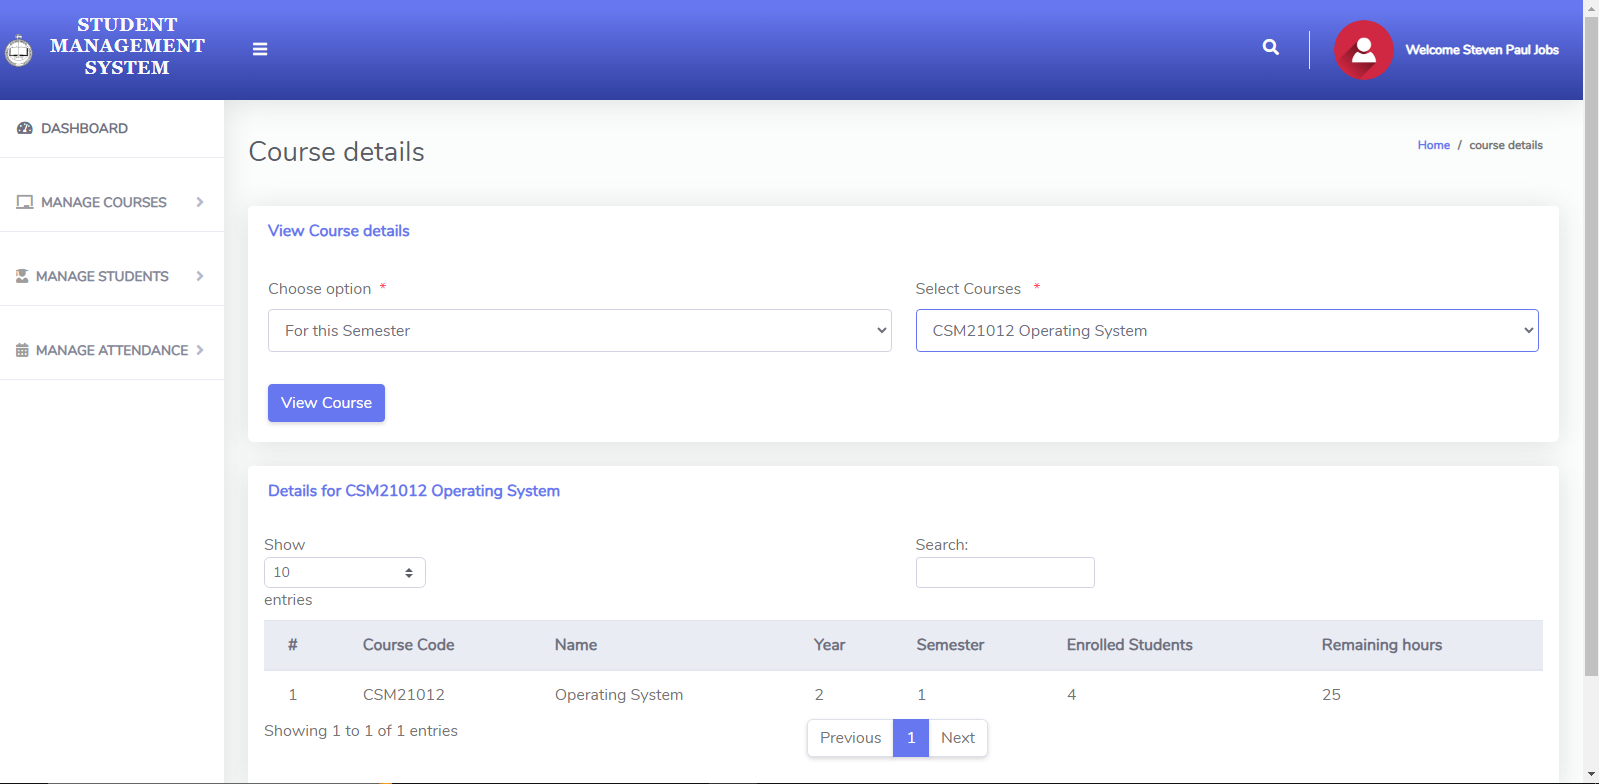 STUDENT
MANAGEMENT
SYSTEM
Welcome Steven Paul Jobs
DASHBOARD
MANAGE COURSES
MANAGE STUDENTS
MANAGE ATTENDANCE
Course details
Home / course details
View Course details
Choose option *
Select Courses *
For this Semester
CSM21012 Operating System
View Course
Details for CSM21012 Operating System
Show
10
entries
Search:
# Course Code Name Year Semester Enrolled Students Remaining hours
1 CSM21012 Operating System 2 1 4 25
Showing 1 to 1 of 1 entries
Previous 1 Next